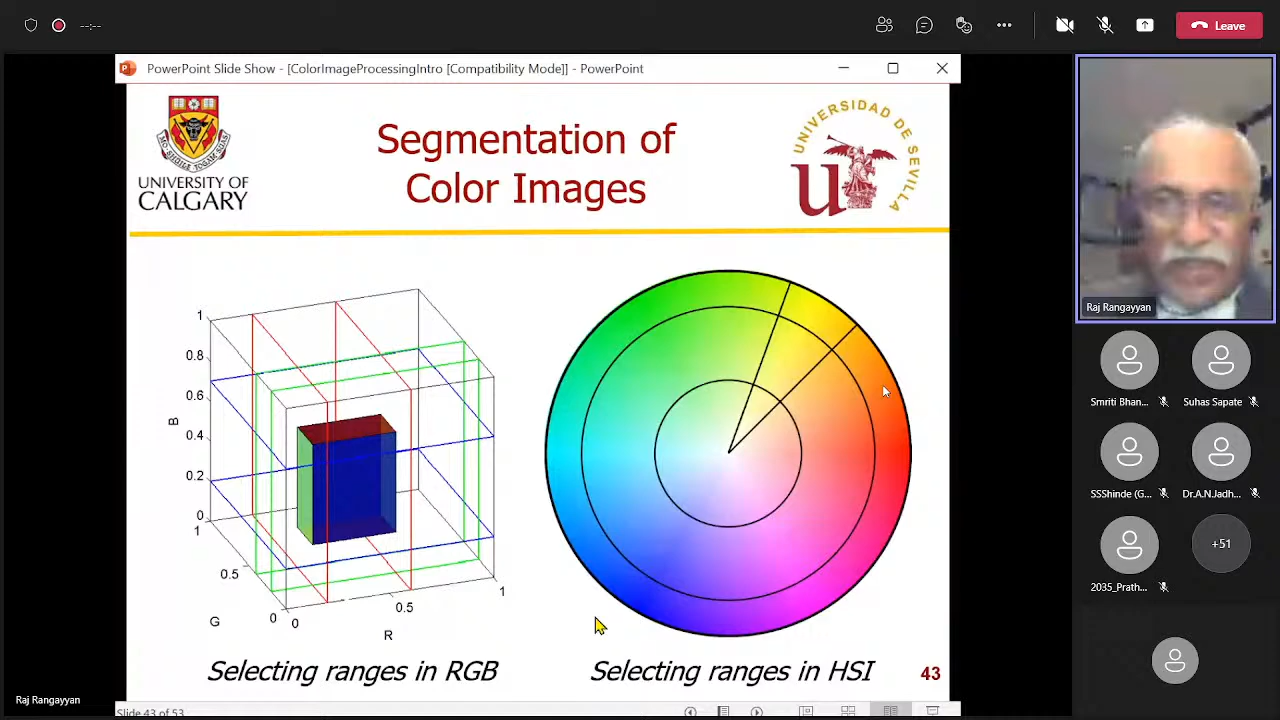 --:--
Leave
PowerPoint Slide Show - [ColorImageProcessingIntro [Compatibility Mode]] - PowerPoint
UNIVERSITY OF
CALGARY
Segmentation of
Color Images
UNIVERSIDAD DE SEVILLA
u
1
0.8
0.6
B
0.4
0.2
0
1
0.5
G
0
0
0.5
1
R
Selecting ranges in RGB
Selecting ranges in HSI
43
Slide 43 of 53
Raj Rangayyan
Raj Rangayyan
Smriti Bhan...
Suhas Sapate
SSShinde (G...
Dr.A.N.Jadh...
2035_Prath...
+51